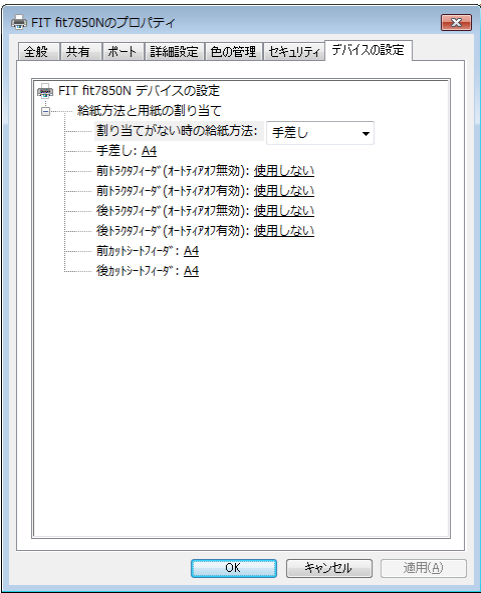 FIT fit7850Nのプロパティ
全般 共有 ポート 詳細設定 色の管理 セキュリティ デバイスの設定
FIT fit7850N デバイスの設定
給紙方法と用紙の割り当て
割り当てがない時の給紙方法: 手差し
手差し: A4
前ﾄﾗｸﾀﾌｨｰﾀﾞ(ｵｰﾄﾃｨｱｵﾌ無効): 使用しない
前ﾄﾗｸﾀﾌｨｰﾀﾞ(ｵｰﾄﾃｨｱｵﾌ有効): 使用しない
後ﾄﾗｸﾀﾌｨｰﾀﾞ(ｵｰﾄﾃｨｱｵﾌ無効): 使用しない
後ﾄﾗｸﾀﾌｨｰﾀﾞ(ｵｰﾄﾃｨｱｵﾌ有効): 使用しない
前ｶｯﾄｼｰﾄﾌｨｰﾀﾞ: A4
後ｶｯﾄｼｰﾄﾌｨｰﾀﾞ: A4
OK キャンセル 適用(A)